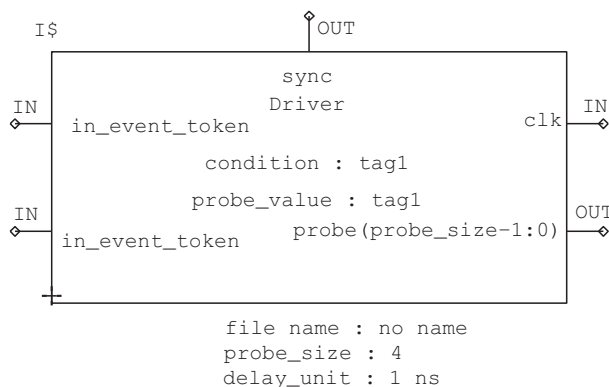 I$ OUT
sync
Driver
IN IN
in_event_token clk
condition : tag1
probe_value : tag1
IN OUT
in_event_token probe(probe_size-1:0)
file name : no name
probe_size : 4
delay_unit : 1 ns